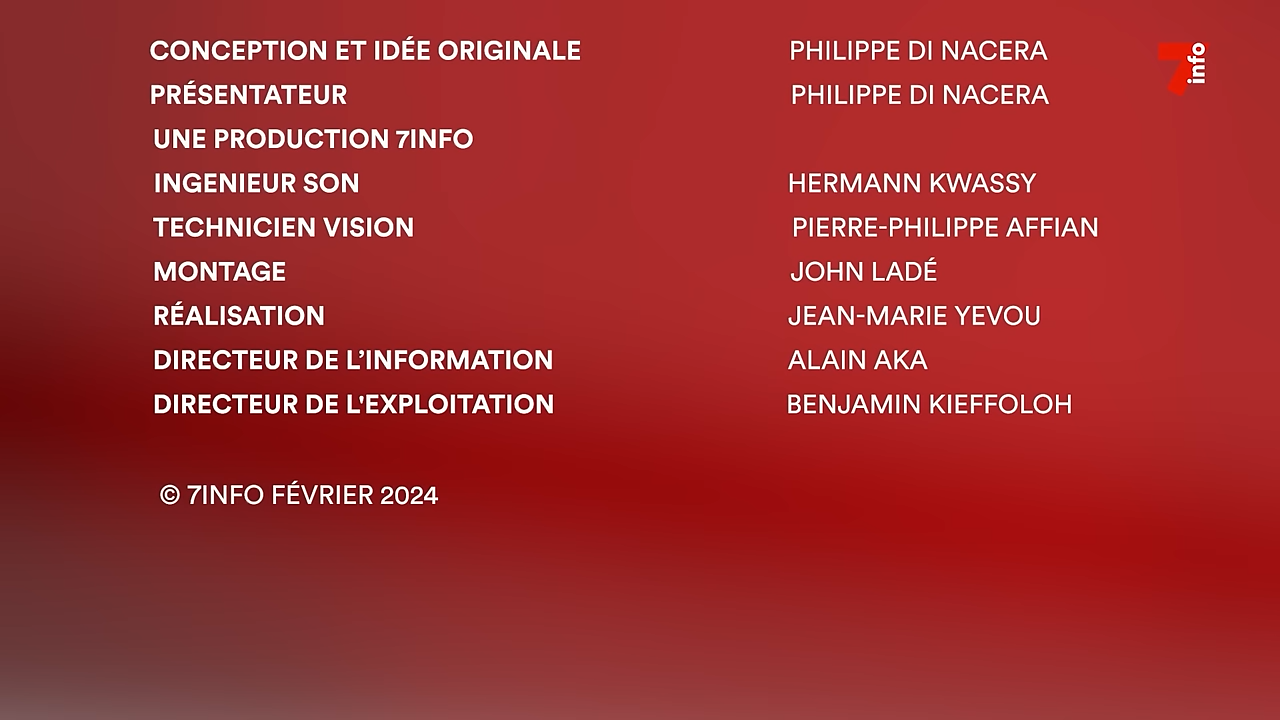 CONCEPTION ET IDÉE ORIGINALE PHILIPPE DI NACERA
PRÉSENTATEUR PHILIPPE DI NACERA
UNE PRODUCTION 7INFO
INGENIEUR SON HERMANN KWASSY
TECHNICIEN VISION PIERRE-PHILIPPE AFFIAN
MONTAGE JOHN LADÉ
RÉALISATION JEAN-MARIE YEVOU
DIRECTEUR DE L’INFORMATION ALAIN AKA
DIRECTEUR DE L'EXPLOITATION BENJAMIN KIEFFOLOH
© 7INFO FÉVRIER 2024
7info